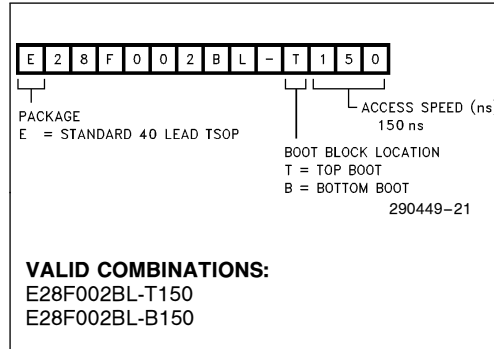 E 2 8 F 0 0 2 B L - T 1 5 0
PACKAGE
E = STANDARD 40 LEAD TSOP
ACCESS SPEED (ns)
150 ns
BOOT BLOCK LOCATION
T = TOP BOOT
B = BOTTOM BOOT
290449–21
VALID COMBINATIONS:
E28F002BL-T150
E28F002BL-B150